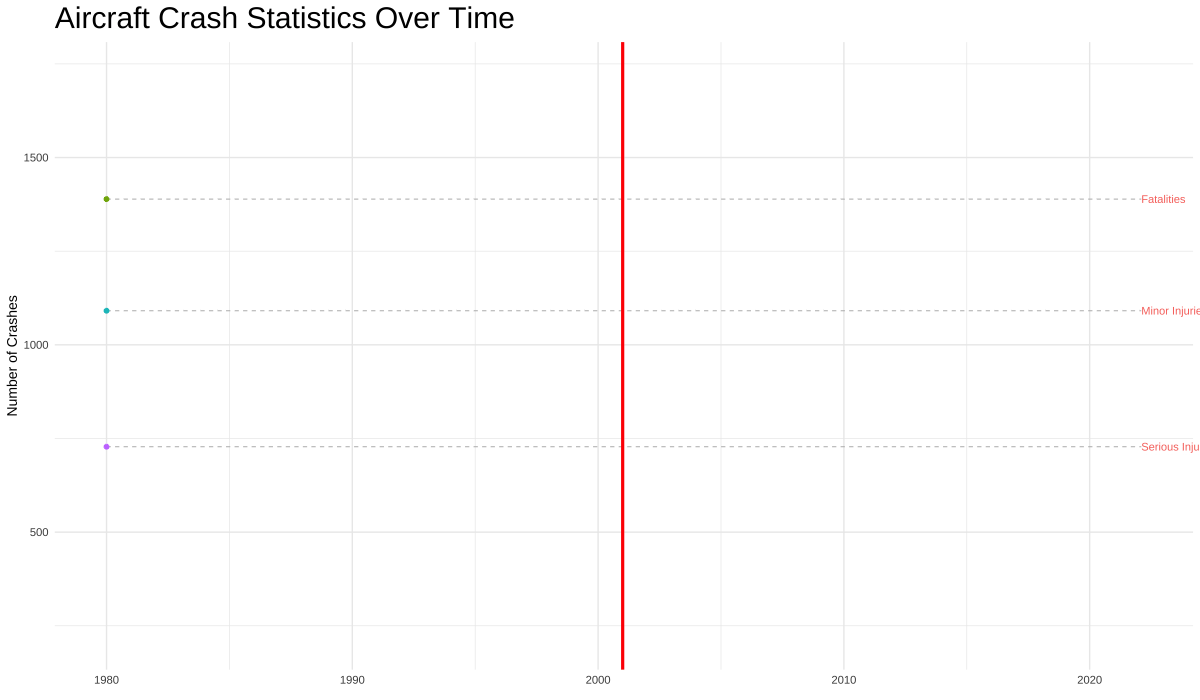 Aircraft Crash Statistics Over Time
Number of Crashes
1500
1000
500
Fatalities
Minor Injurie
Serious Inju
1980
1990
2000
2010
2020